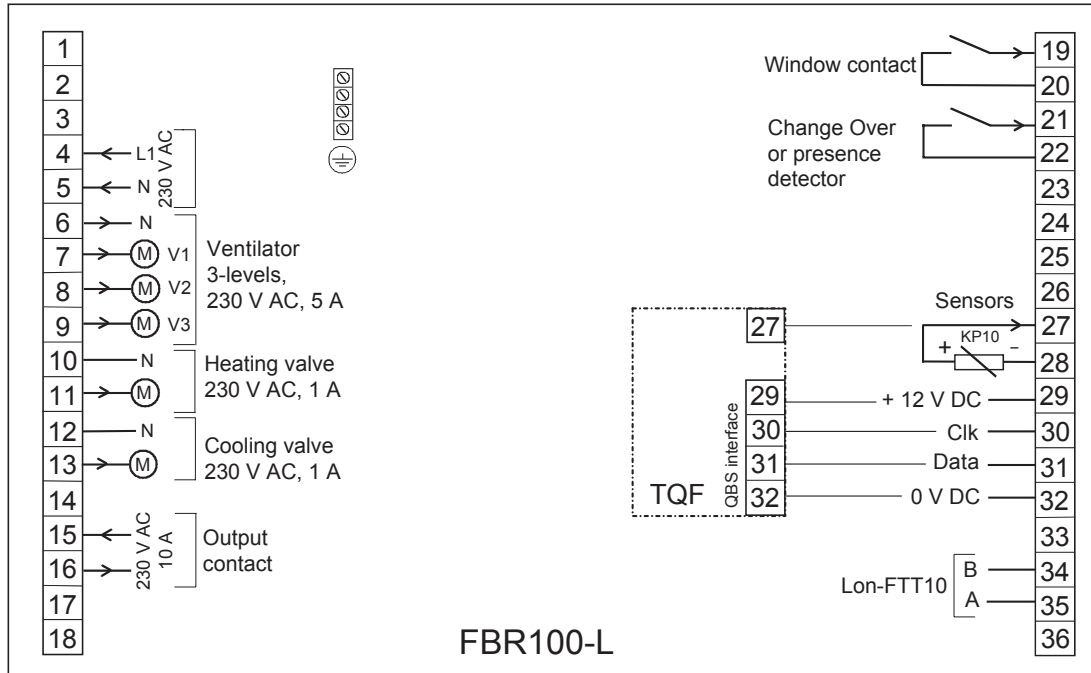 1
2
3
4 L1
5 N
230 V AC
6 N
7 M V1
8 M V2
9 M V3
Ventilator
3-levels,
230 V AC, 5 A
10 N
11 M
Heating valve
230 V AC, 1 A
12 N
13 M
Cooling valve
230 V AC, 1 A
14
15
16
230 V AC
10 A
Output
contact
17
18
FBR100-L
TQF
QBS interface
27
29
30
31
32
Window contact
19
20
Change Over
or presence
detector
21
22
23
24
25
26
Sensors
27
KP10
+ –
28
+ 12 V DC 29
Clk 30
Data 31
0 V DC 32
33
Lon-FTT10
B 34
A 35
36